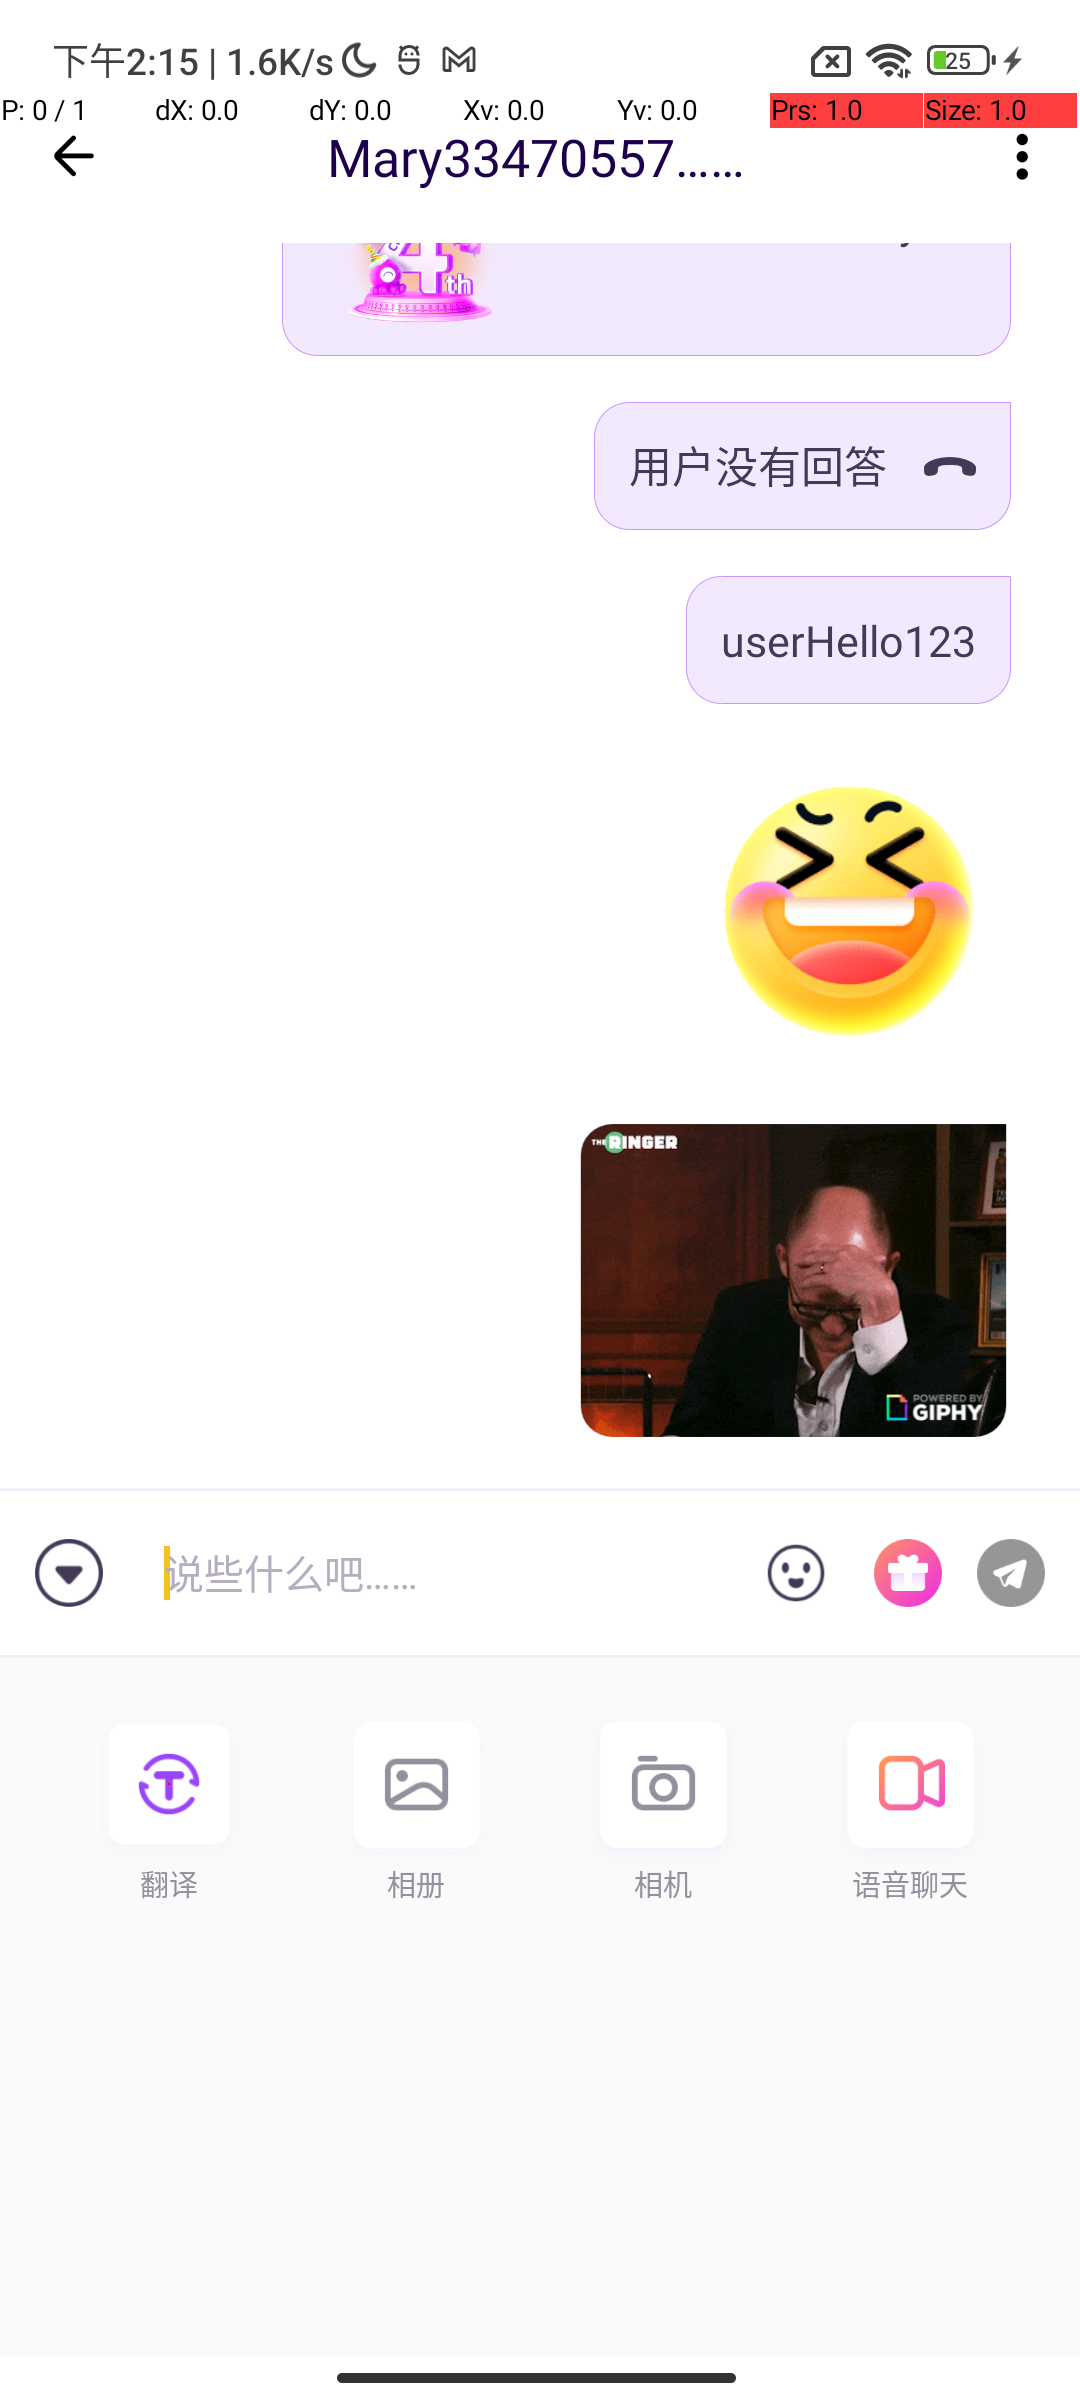 下午2:15 | 1.6K/s
25
P: 0 / 1 dX: 0.0 dY: 0.0 Xv: 0.0 Yv: 0.0 Prs: 1.0 Size: 1.0
Mary33470557......
4th
用户没有回答
userHello123
THE RINGER
POWERED BY
GIPHY
说些什么吧......
翻译 相册 相机 语音聊天